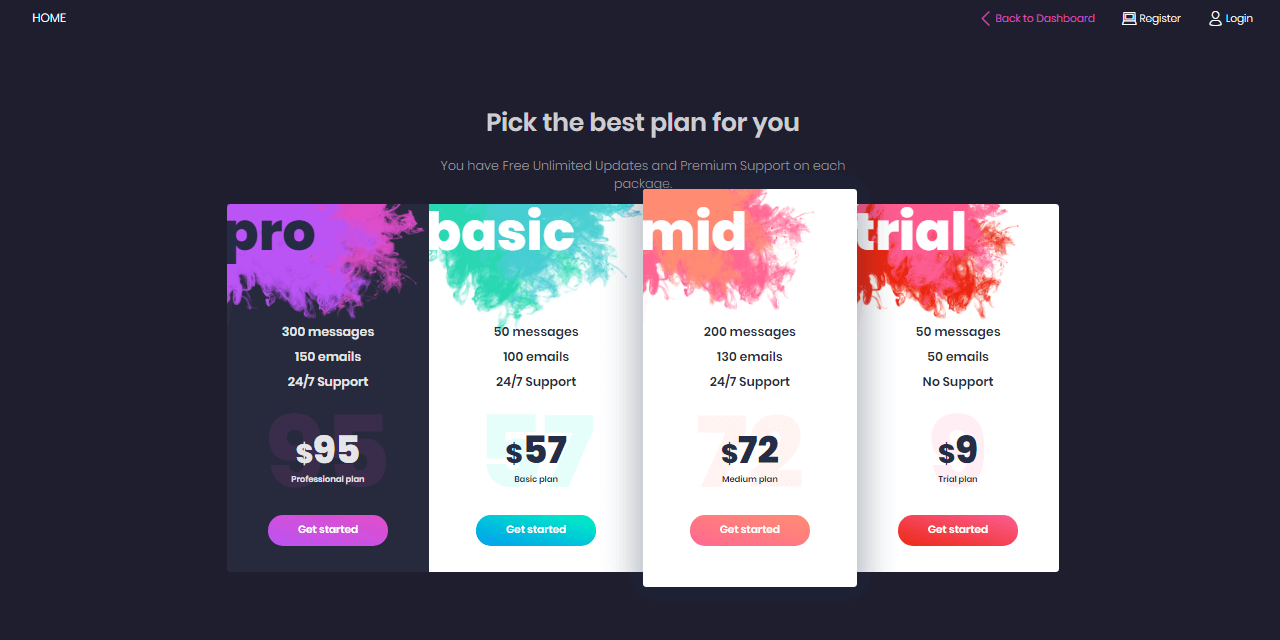 HOME
Back to Dashboard
Register
Login
Pick the best plan for you
You have Free Unlimited Updates and Premium Support on each
package.
pro
300 messages
150 emails
24/7 Support
95
$95
Professional plan
Get started
basic
50 messages
100 emails
24/7 Support
57
$57
Basic plan
Get started
mid
200 messages
130 emails
24/7 Support
72
$72
Medium plan
Get started
trial
50 messages
50 emails
No Support
9
$9
Trial plan
Get started